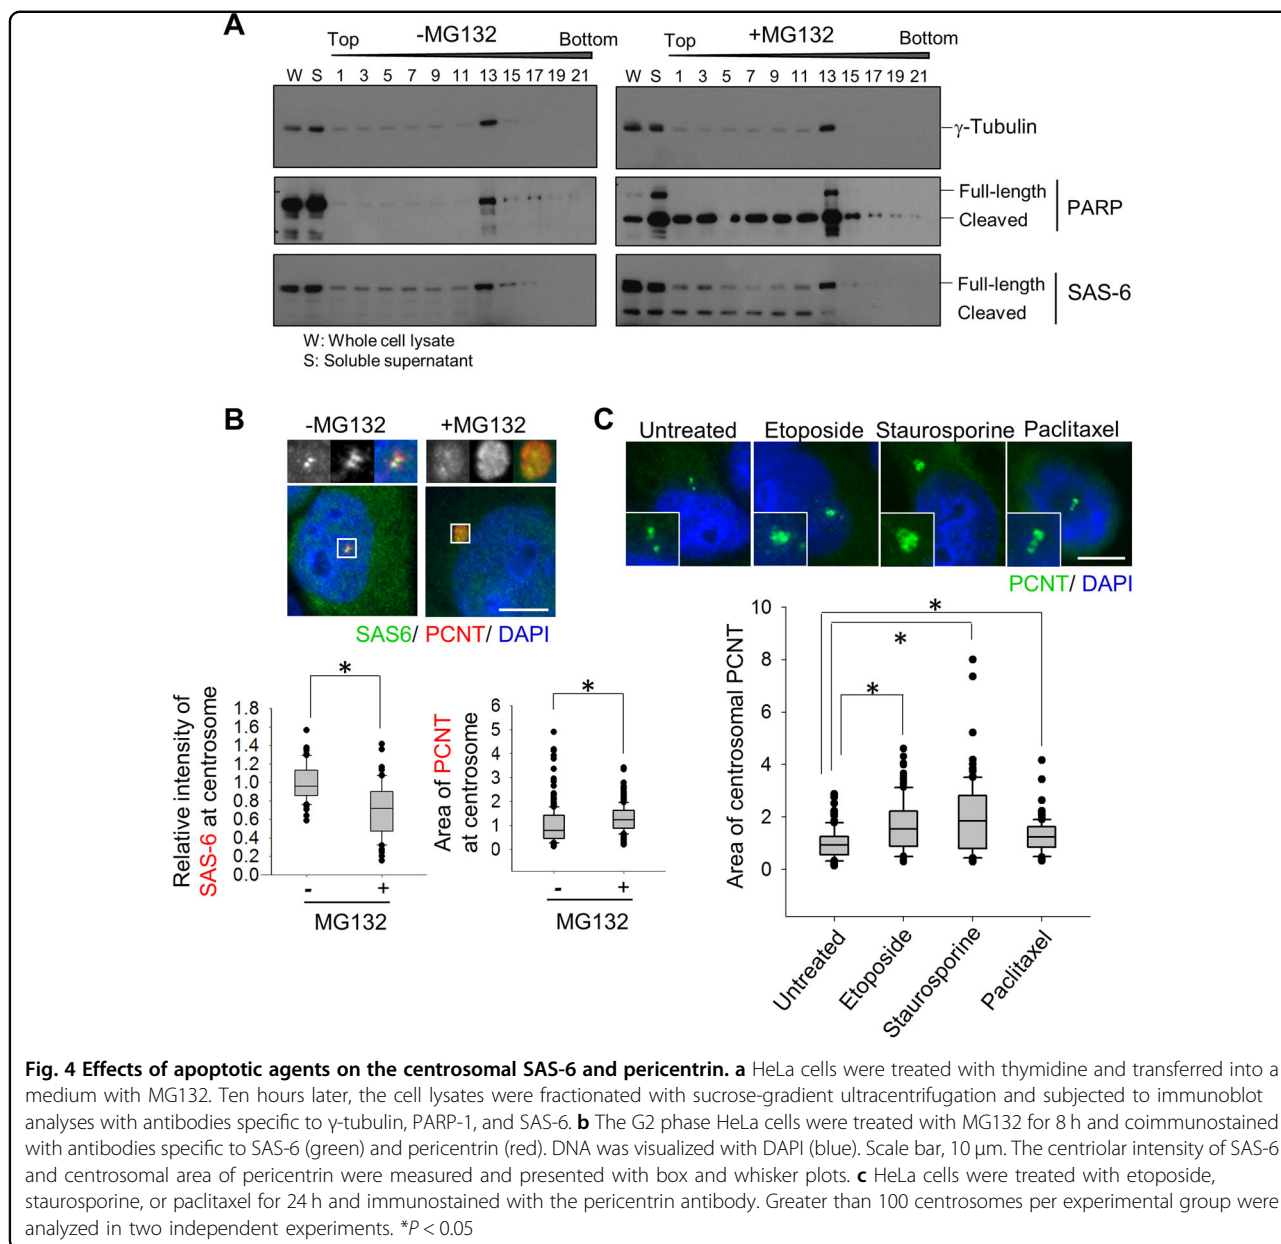 A
-MG132
+MG132
Top
Bottom
Top
Bottom
W S 1 3 5 7 9 11 13 15 17 19 21
W S 1 3 5 7 9 11 13 15 17 19 21
γ-Tubulin
Full-length
Cleaved
PARP
Full-length
Cleaved
SAS-6
W: Whole cell lysate
S: Soluble supernatant
B
-MG132
+MG132
SAS6/ PCNT/ DAPI
Relative intensity of
SAS-6 at centrosome
1.8
1.6
1.4
1.2
1.0
0.8
0.6
0.4
0.2
0.0
*
- +
MG132
Area of PCNT
at centrosome
6
5
4
3
2
1
0
*
- +
MG132
C
Untreated Etoposide Staurosporine Paclitaxel
PCNT/ DAPI
Area of centrosomal PCNT
10
8
6
4
2
0
*
*
*
Untreated
Etoposide
Staurosporine
Paclitaxel
Fig. 4 Effects of apoptotic agents on the centrosomal SAS-6 and pericentrin. a HeLa cells were treated with thymidine and transferred into a
medium with MG132. Ten hours later, the cell lysates were fractionated with sucrose-gradient ultracentrifugation and subjected to immunoblot
analyses with antibodies specific to γ-tubulin, PARP-1, and SAS-6. b The G2 phase HeLa cells were treated with MG132 for 8 h and coimmunostained
with antibodies specific to SAS-6 (green) and pericentrin (red). DNA was visualized with DAPI (blue). Scale bar, 10 μm. The centriolar intensity of SAS-6
and centrosomal area of pericentrin were measured and presented with box and whisker plots. c HeLa cells were treated with etoposide,
staurosporine, or paclitaxel for 24 h and immunostained with the pericentrin antibody. Greater than 100 centrosomes per experimental group were
analyzed in two independent experiments. *P < 0.05